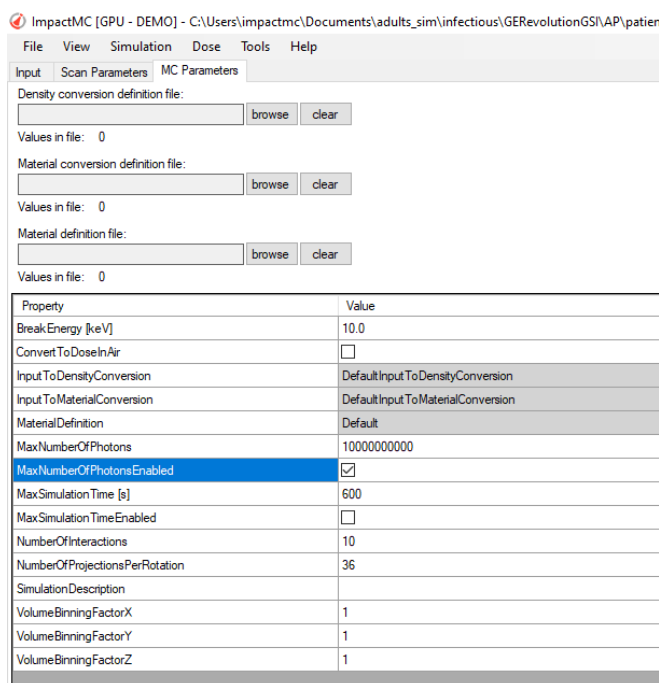 ImpactMC [GPU - DEMO] - C:\Users\impactmc\Documents\adults_sim\infectious\GERevolutionGSI\AP\patien
File View Simulation Dose Tools Help
Input Scan Parameters MC Parameters
Density conversion definition file:
browse clear
Values in file: 0
Material conversion definition file:
browse clear
Values in file: 0
Material definition file:
browse clear
Values in file: 0
Property Value
BreakEnergy [keV] 10.0
ConvertToDoseInAir
InputToDensityConversion DefaultInputToDensityConversion
InputToMaterialConversion DefaultInputToMaterialConversion
MaterialDefinition Default
MaxNumberOfPhotons 10000000000
MaxNumberOfPhotonsEnabled
MaxSimulationTime [s] 600
MaxSimulationTimeEnabled
NumberOfInteractions 10
NumberOfProjectionsPerRotation 36
SimulationDescription
VolumeBinningFactorX 1
VolumeBinningFactorY 1
VolumeBinningFactorZ 1